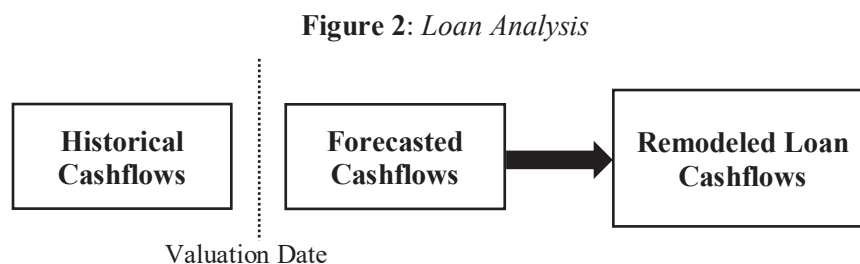 Figure 2: Loan Analysis
Historical
Cashflows
Forecasted
Cashflows
Remodeled Loan
Cashflows
Valuation Date